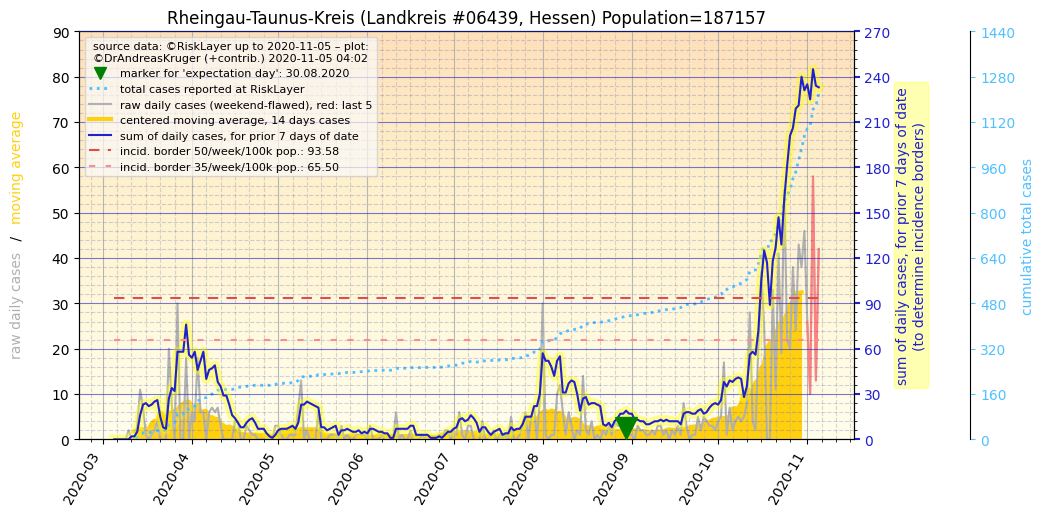 Rheingau-Taunus-Kreis (Landkreis #06439, Hessen) Population=187157
source data: ©RiskLayer up to 2020-11-05 – plot:
©DrAndreasKruger (+contrib.) 2020-11-05 04:02
marker for 'expectation day': 30.08.2020
total cases reported at RiskLayer
raw daily cases (weekend-flawed), red: last 5
centered moving average, 14 days cases
sum of daily cases, for prior 7 days of date
incid. border 50/week/100k pop.: 93.58
incid. border 35/week/100k pop.: 65.50
raw daily cases / moving average
90
80
70
60
50
40
30
20
10
0
2020-03
2020-04
2020-05
2020-06
2020-07
2020-08
2020-09
2020-10
2020-11
270
240
210
180
150
120
90
60
30
0
sum of daily cases, for prior 7 days of date
(to determine incidence borders)
1440
1280
1120
960
800
640
480
320
160
0
cumulative total cases